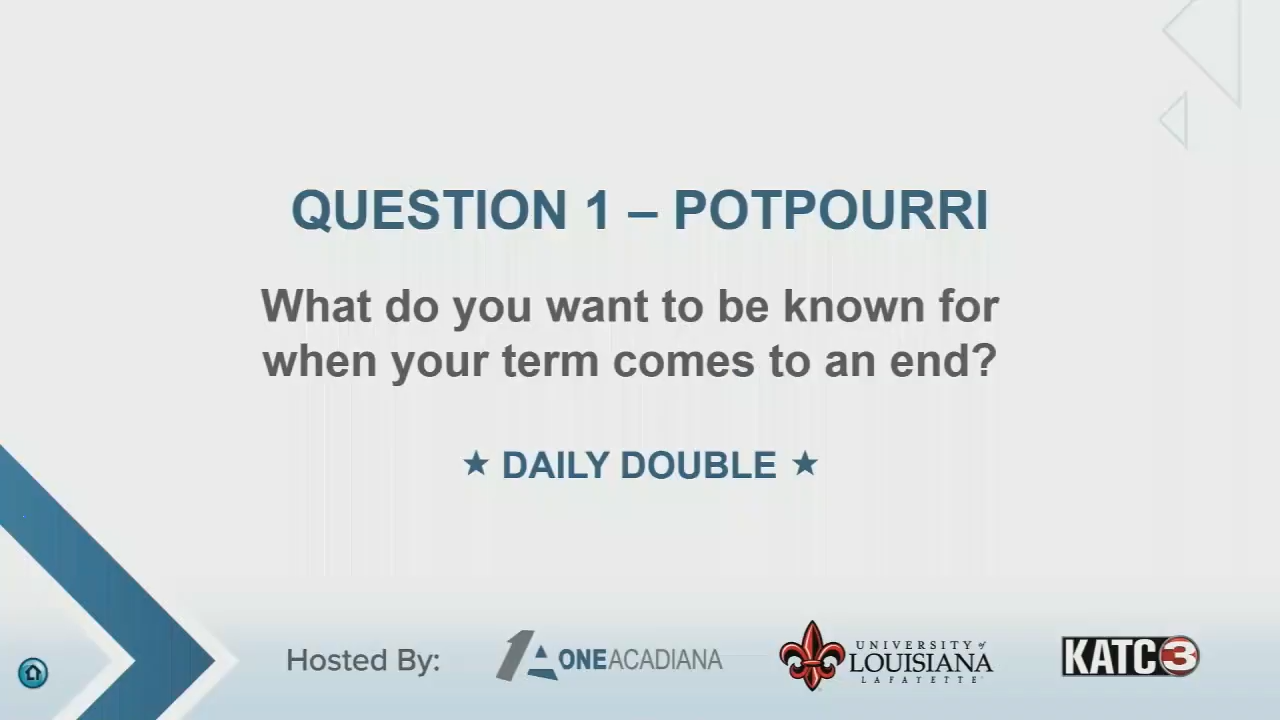 QUESTION 1 – POTPOURRI
What do you want to be known for
when your term comes to an end?
★ DAILY DOUBLE ★
Hosted By:
1A ONEACADIANA
UNIVERSITY of
LOUISIANA
LAFAYETTE
KATC3